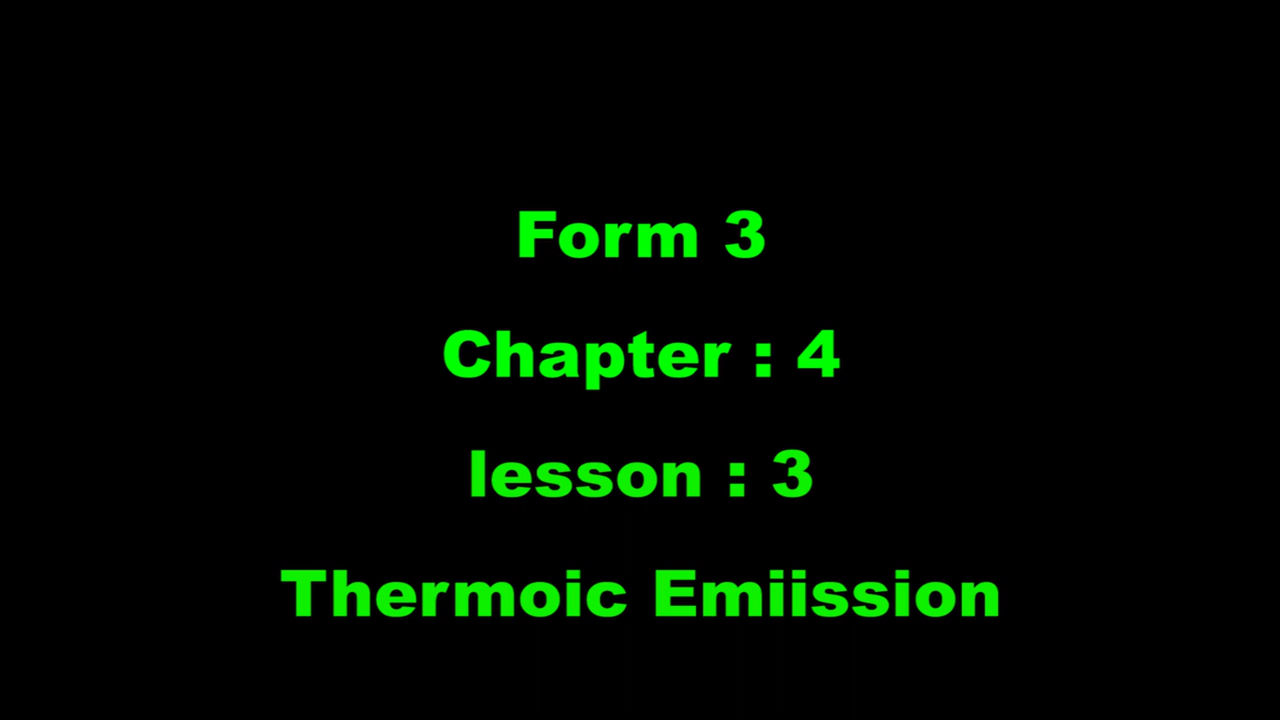 Form 3
Chapter : 4
lesson : 3
Thermoic Emiission